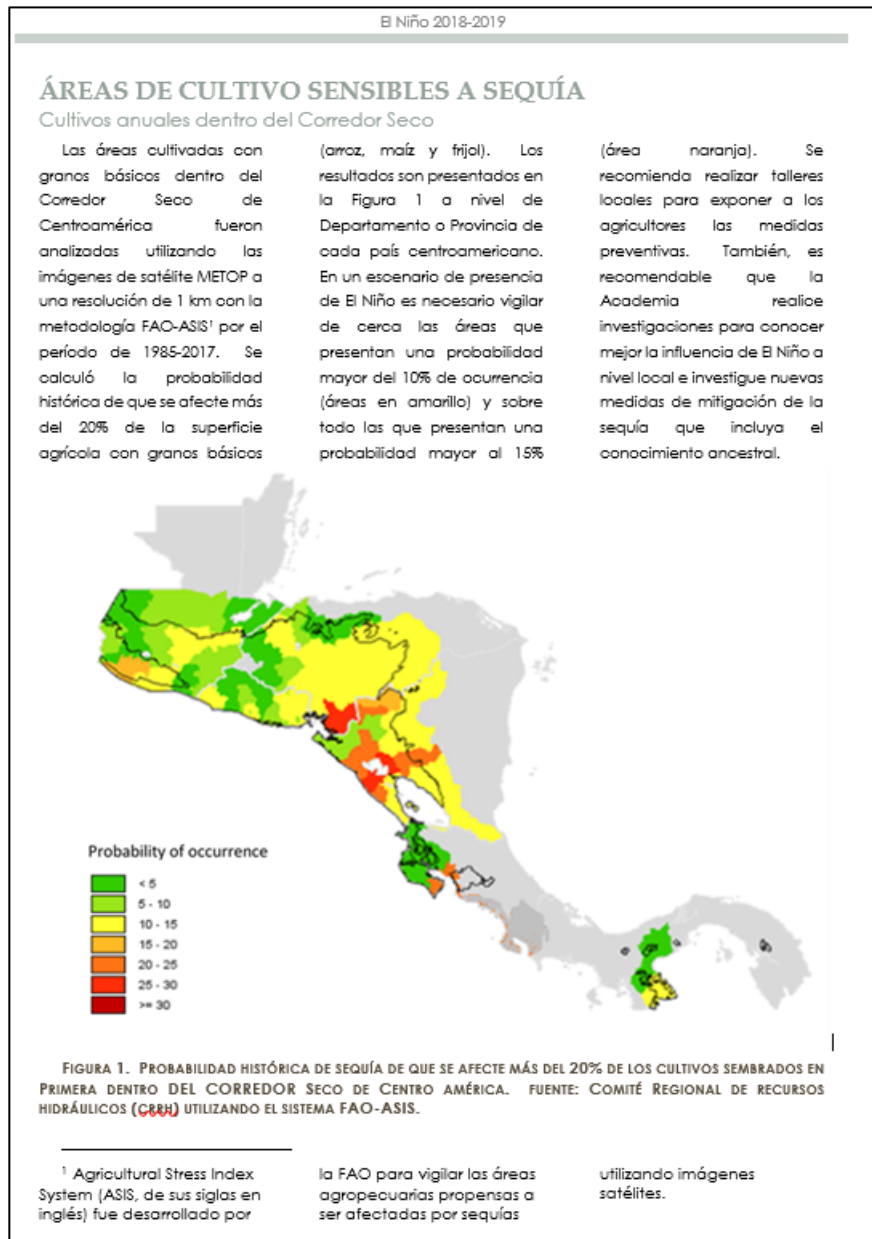 El Niño 2018-2019
ÁREAS DE CULTIVO SENSIBLES A SEQUÍA
Cultivos anuales dentro del Corredor Seco
Las áreas cultivadas con
granos básicos dentro del
Corredor Seco de
Centroamérica fueron
analizadas utilizando las
imágenes de satélite METOP a
una resolución de 1 km con la
metodología FAO-ASIS¹ por el
período de 1985-2017. Se
calculó la probabilidad
histórica de que se afecte más
del 20% de la superficie
agrícola con granos básicos
(arroz, maíz y frijol). Los
resultados son presentados en
la Figura 1 a nivel de
Departamento o Provincia de
cada país centroamericano.
En un escenario de presencia
de El Niño es necesario vigilar
de cerca las áreas que
presentan una probabilidad
mayor del 10% de ocurrencia
(áreas en amarillo) y sobre
todo las que presentan una
probabilidad mayor al 15%
(área naranja). Se
recomienda realizar talleres
locales para exponer a los
agricultores las medidas
preventivas. También, es
recomendable que la
Academia realice
investigaciones para conocer
mejor la influencia de El Niño a
nivel local e investigue nuevas
medidas de mitigación de la
sequía que incluya el
conocimiento ancestral.
Probability of occurrence
< 5
5 - 10
10 - 15
15 - 20
20 - 25
25 - 30
>= 30
FIGURA 1. PROBABILIDAD HISTÓRICA DE SEQUÍA DE QUE SE AFECTE MÁS DEL 20% DE LOS CULTIVOS SEMBRADOS EN
PRIMERA DENTRO DEL CORREDOR SECO DE CENTRO AMÉRICA. FUENTE: COMITÉ REGIONAL DE RECURSOS
HIDRÁULICOS (CRRH) UTILIZANDO EL SISTEMA FAO-ASIS.
¹ Agricultural Stress Index
System (ASIS, de sus siglas en
inglés) fue desarrollado por
la FAO para vigilar las áreas
agropecuarias propensas a
ser afectadas por sequías
utilizando imágenes
satélites.